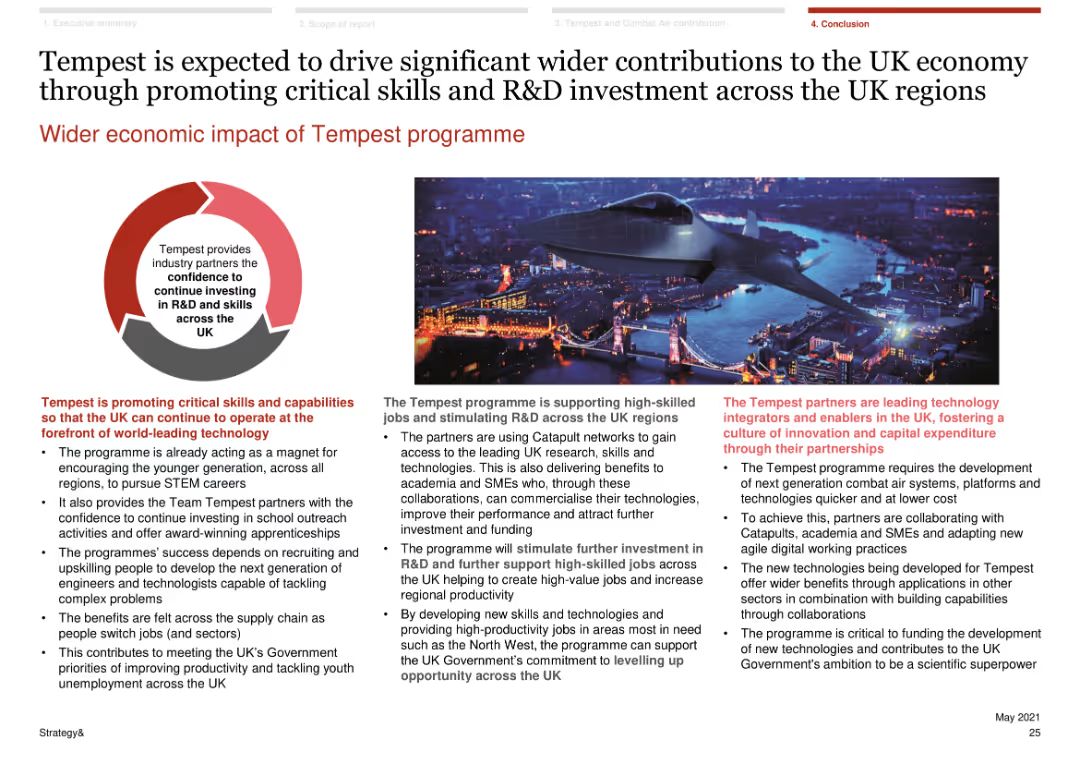 1. Executive summary
2. Scope of report
3. Tempest and Combat Air contribution
4. Conclusion
Tempest is expected to drive significant wider contributions to the UK economy
through promoting critical skills and R&D investment across the UK regions
Wider economic impact of Tempest programme
Tempest provides
industry partners the
confidence to
continue investing
in R&D and skills
across the
UK
Tempest is promoting critical skills and capabilities
so that the UK can continue to operate at the
forefront of world-leading technology
• The programme is already acting as a magnet for
encouraging the younger generation, across all
regions, to pursue STEM careers
• It also provides the Team Tempest partners with the
confidence to continue investing in school outreach
activities and offer award-winning apprenticeships
• The programmes' success depends on recruiting and
upskilling people to develop the next generation of
engineers and technologists capable of tackling
complex problems
• The benefits are felt across the supply chain as
people switch jobs (and sectors)
• This contributes to meeting the UK's Government
priorities of improving productivity and tackling youth
unemployment across the UK
The Tempest programme is supporting high-skilled
jobs and stimulating R&D across the UK regions
• The partners are using Catapult networks to gain
access to the leading UK research, skills and
technologies. This is also delivering benefits to
academia and SMEs who, through these
collaborations, can commercialise their technologies,
improve their performance and attract further
investment and funding
• The programme will stimulate further investment in
R&D and further support high-skilled jobs across
the UK helping to create high-value jobs and increase
regional productivity
• By developing new skills and technologies and
providing high-productivity jobs in areas most in need
such as the North West, the programme can support
the UK Government's commitment to levelling up
opportunity across the UK
The Tempest partners are leading technology
integrators and enablers in the UK, fostering a
culture of innovation and capital expenditure
through their partnerships
• The Tempest programme requires the development
of next generation combat air systems, platforms and
technologies quicker and at lower cost
• To achieve this, partners are collaborating with
Catapults, academia and SMEs and adapting new
agile digital working practices
• The new technologies being developed for Tempest
offer wider benefits through applications in other
sectors in combination with building capabilities
through collaborations
• The programme is critical to funding the development
of new technologies and contributes to the UK
Government's ambition to be a scientific superpower
May 2021
Strategy&
25